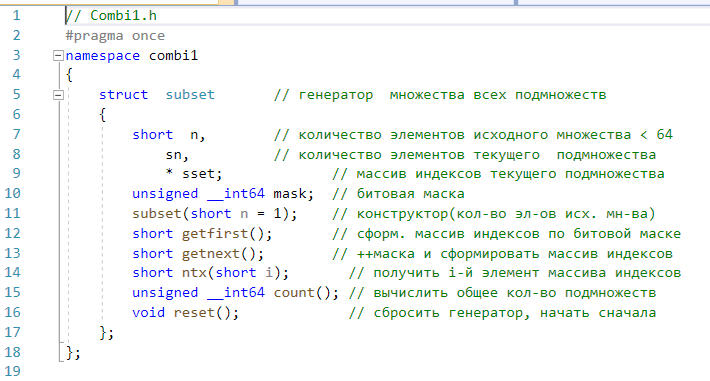 1 // Combi1.h
2 #pragma once
3 namespace combi1
4 {
5 struct subset // генератор множества всех подмножеств
6 {
7 short n, // количество элементов исходного множества < 64
8 sn, // количество элементов текущего подмножества
9 * sset; // массив индексов текущего подмножества
10 unsigned __int64 mask; // битовая маска
11 subset(short n = 1); // конструктор(кол-во эл-ов исх. мн-ва)
12 short getfirst(); // сформ. массив индексов по битовой маске
13 short getnext(); // ++маска и сформировать массив индексов
14 short ntx(short i); // получить i-й элемент массива индексов
15 unsigned __int64 count(); // вычислить общее кол-во подмножеств
16 void reset(); // сбросить генератор, начать сначала
17 };
18 };
19